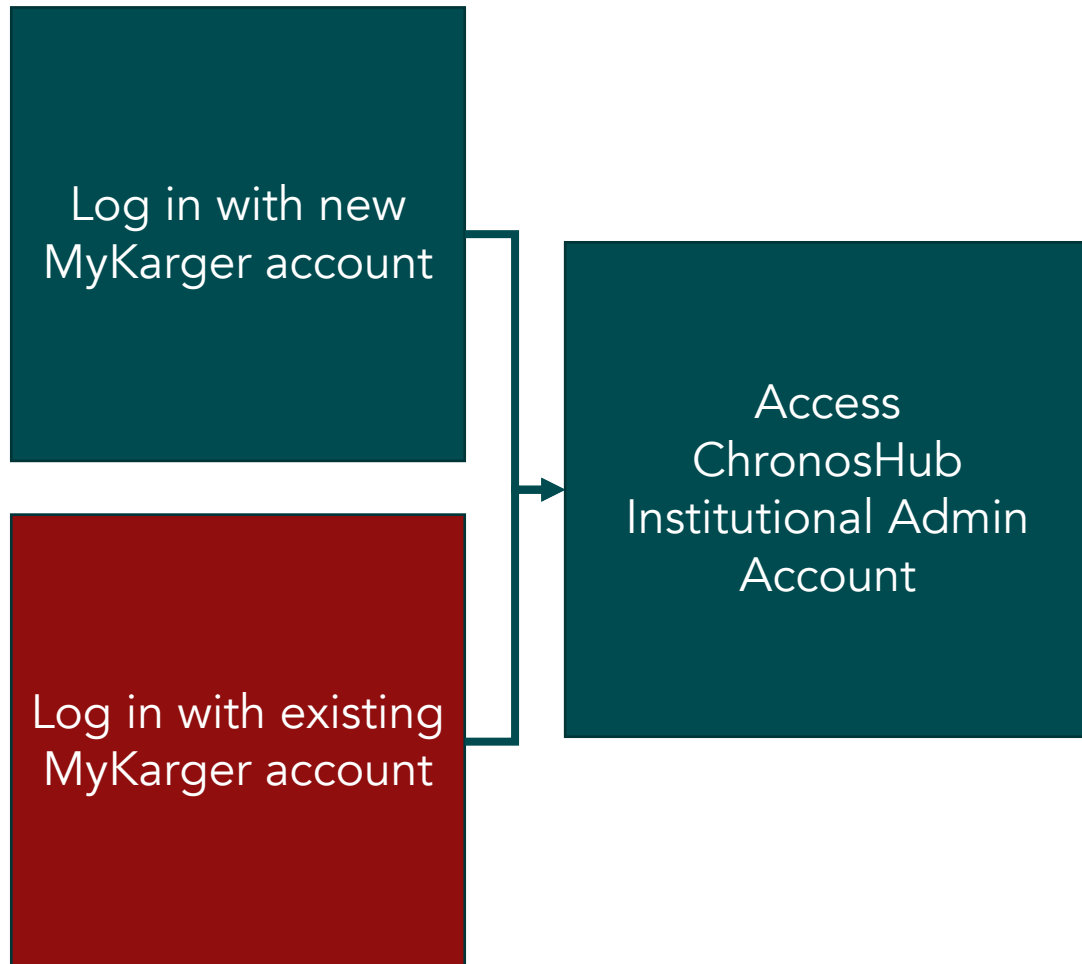 Log in with new
MyKarger account
Access
ChronosHub
Institutional Admin
Account
Log in with existing
MyKarger account